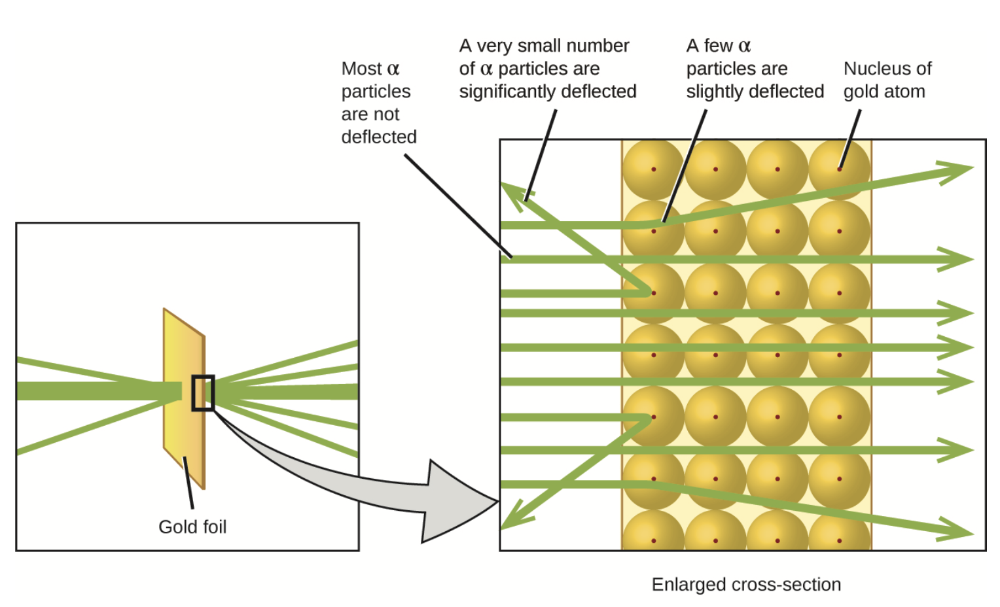 Most α
particles
are not
deflected
A very small number
of α particles are
significantly deflected
A few α
particles are
slightly deflected
Nucleus of
gold atom
Gold foil
Enlarged cross-section